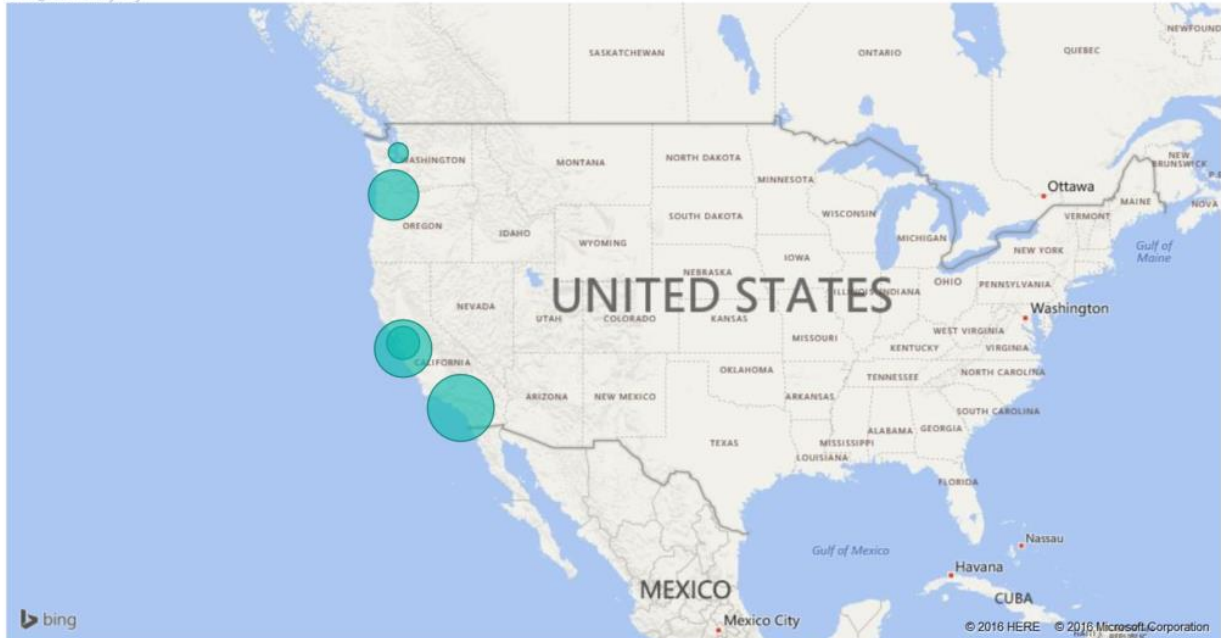 NEWFOUND
SASKATCHEWAN
ONTARIO
QUEBEC
WASHINGTON
MONTANA
NORTH DAKOTA
MINNESOTA
Ottawa
NEW
BRUNSWICK
MAINE
NOVA
OREGON
IDAHO
SOUTH DAKOTA
WISCONSIN
MICHIGAN
VERMONT
NEW YORK
Gulf of
Maine
WYOMING
IOWA
NEBRASKA
OHIO
PENNSYLVANIA
UNITED STATES
ILLINOIS
INDIANA
NEVADA
UTAH
COLORADO
KANSAS
MISSOURI
WEST VIRGINIA
Washington
KENTUCKY
VIRGINIA
CALIFORNIA
OKLAHOMA
TENNESSEE
NORTH CAROLINA
ARIZONA
NEW MEXICO
ARKANSAS
SOUTH CAROLINA
TEXAS
MISSISSIPPI
ALABAMA
GEORGIA
LOUISIANA
FLORIDA
Gulf of Mexico
Nassau
Havana
MEXICO
CUBA
Mexico City
bing
© 2016 HERE © 2016 Microsoft Corporation